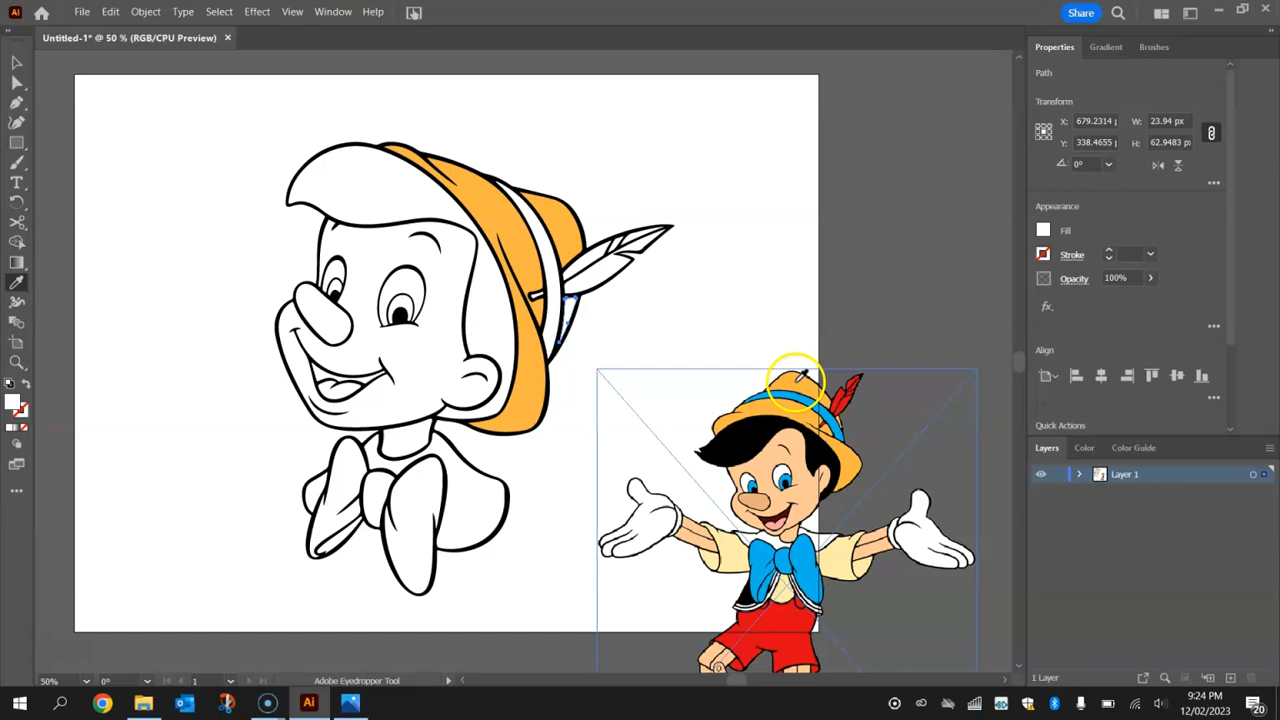 Ai File Edit Object Type Select Effect View Window Help Share
Untitled-1* @ 50 % (RGB/CPU Preview) ×
Properties Gradient Brushes
Path
Transform
X: 679.2314 p W: 23.94 px
Y: 338.4655 p H: 62.9483 px
0°
Appearance
Fill
Stroke
Opacity 100%
fx.
Align
Quick Actions
Layers Color Color Guide
Layer 1
1 Layer
50% 0° 1 Adobe Eyedropper Tool
Ai
9:24 PM
12/02/2023
20